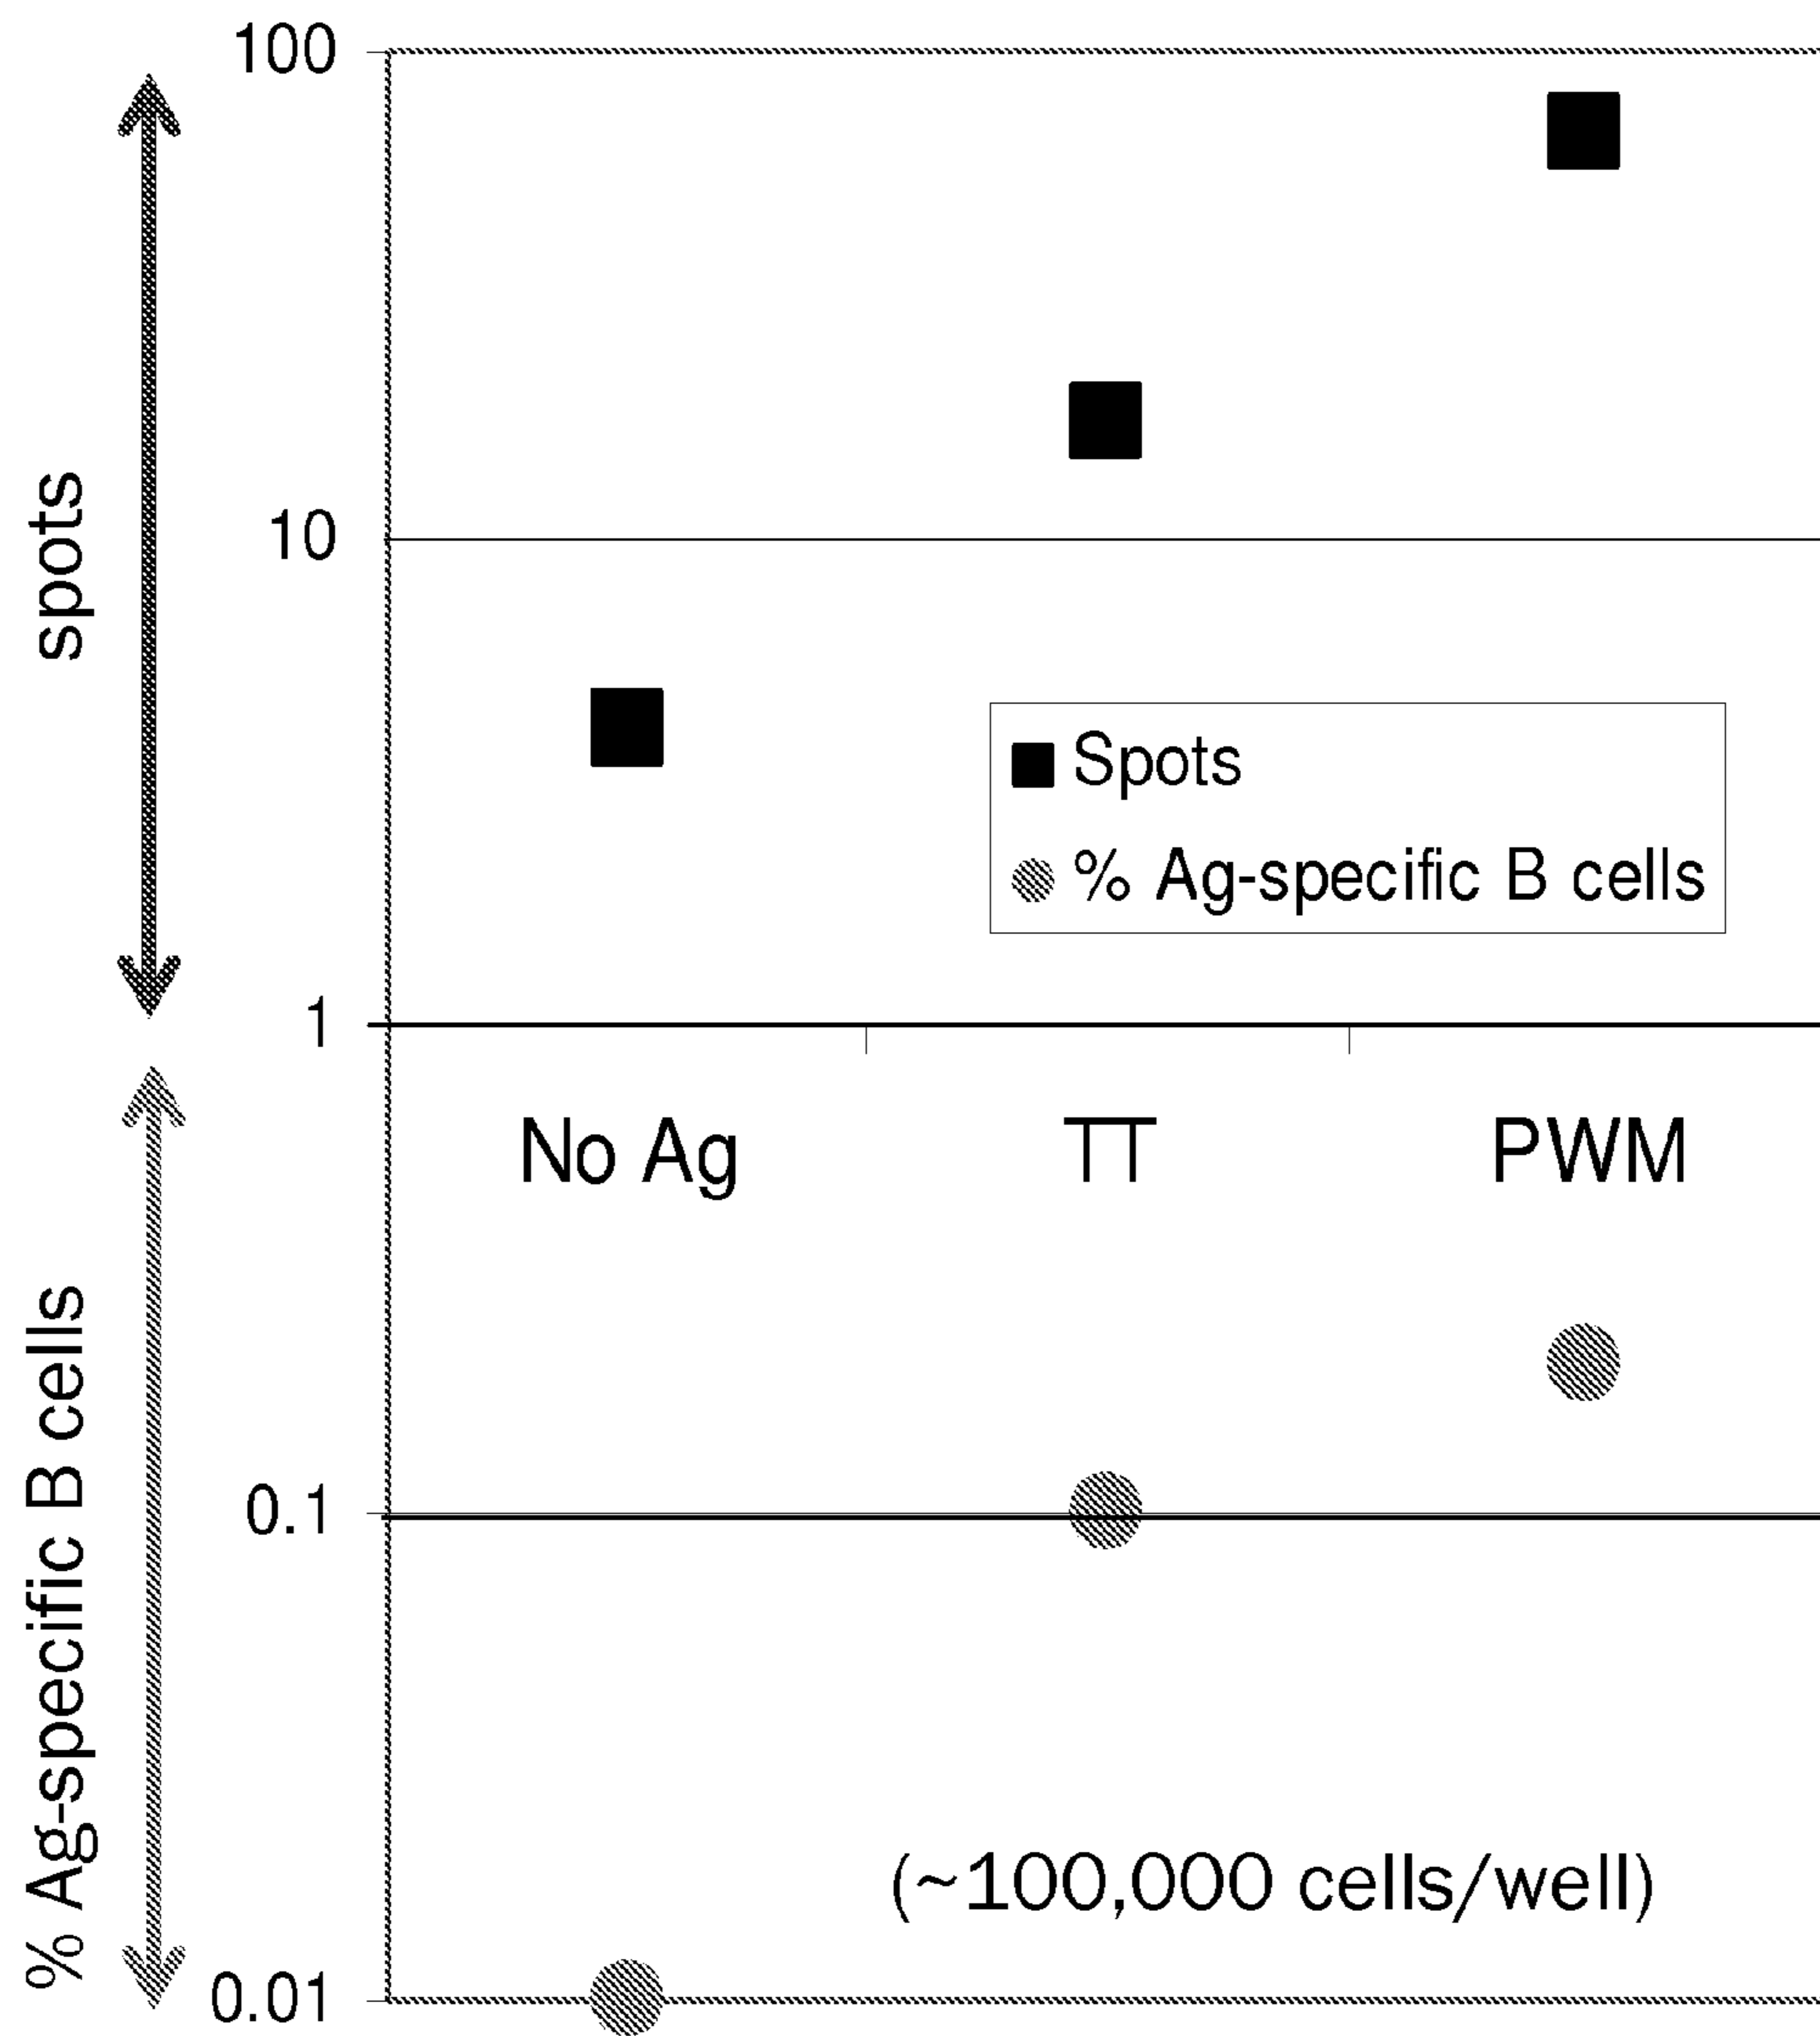 100
10
1
0.1
0.01
spots
% Ag-specific B cells
Spots
% Ag-specific B cells
No Ag TT PWM
(~100,000 cells/well)